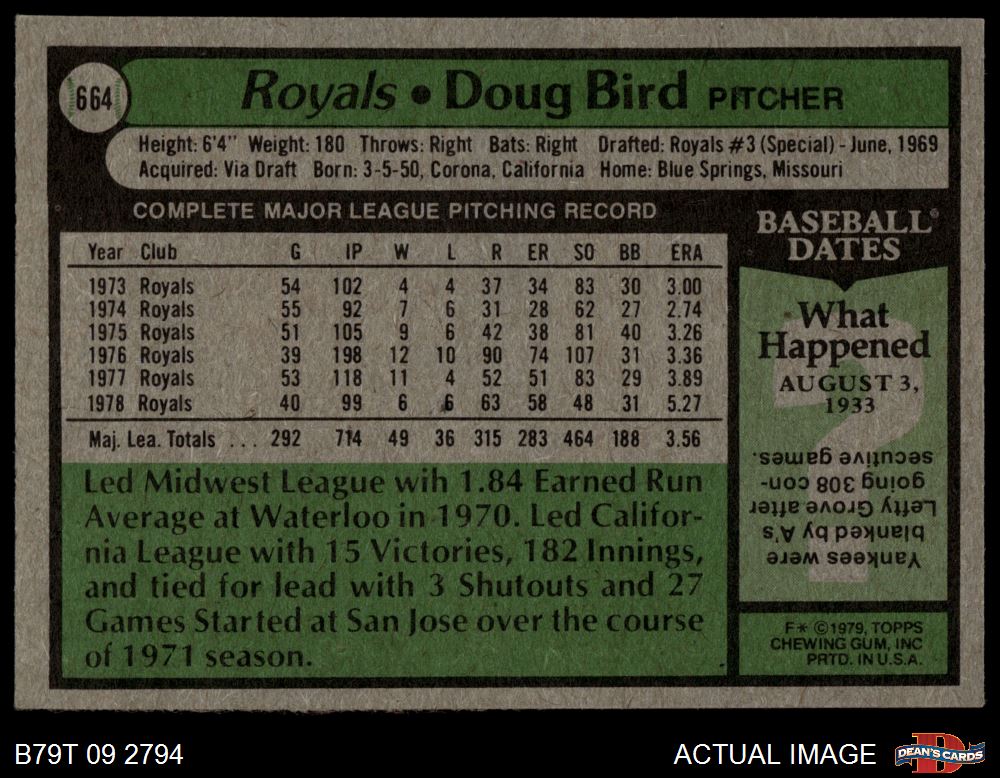 664
Royals • Doug Bird PITCHER
Height: 6'4" Weight: 180 Throws: Right Bats: Right Drafted: Royals #3 (Special) - June, 1969
Acquired: Via Draft Born: 3-5-50, Corona, California Home: Blue Springs, Missouri
COMPLETE MAJOR LEAGUE PITCHING RECORD
Year Club G IP W L R ER SO BB ERA
1973 Royals 54 102 4 4 37 34 83 30 3.00
1974 Royals 55 92 7 6 31 28 62 27 2.74
1975 Royals 51 105 9 6 42 38 81 40 3.26
1976 Royals 39 198 12 10 90 74 107 31 3.36
1977 Royals 53 118 11 4 52 51 83 29 3.89
1978 Royals 40 99 6 6 63 58 48 31 5.27
Maj. Lea. Totals ... 292 714 49 36 315 283 464 188 3.56
Led Midwest League wih 1.84 Earned Run
Average at Waterloo in 1970. Led Califor-
nia League with 15 Victories, 182 Innings,
and tied for lead with 3 Shutouts and 27
Games Started at San Jose over the course
of 1971 season.
BASEBALL®
DATES
What
Happened
AUGUST 3,
1933
Yankees were
blanked by A's
Lefty Grove after
going 308 con-
secutive games.
F* ©1979, TOPPS
CHEWING GUM, INC
PRTD. IN U.S.A.
B79T 09 2794
ACTUAL IMAGE
DEAN'S CARDS